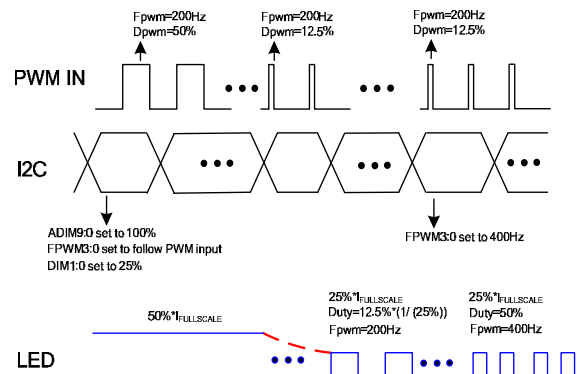 Fpwm=200Hz
Dpwm=50%
Fpwm=200Hz
Dpwm=12.5%
Fpwm=200Hz
Dpwm=12.5%
PWM IN
I2C
ADIM9:0 set to 100%
FPWM3:0 set to follow PWM input
DIM1:0 set to 25%
FPWM3:0 set to 400Hz
50%*IFULLSCALE
25%*IFULLSCALE
Duty=12.5%*(1/ (25%))
Fpwm=200Hz
25%*IFULLSCALE
Duty=50%
Fpwm=400Hz
LED